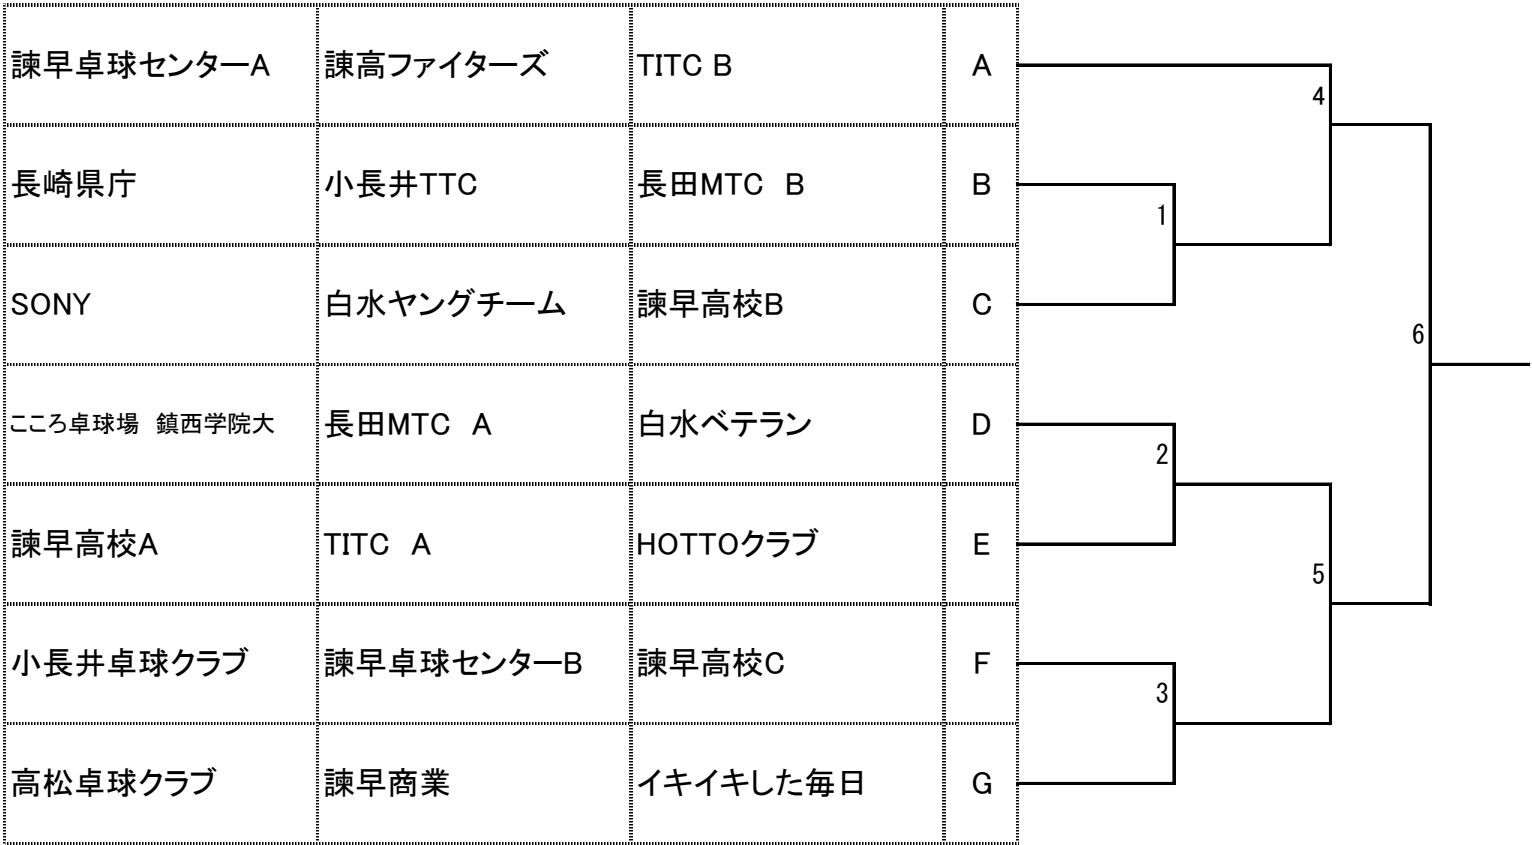 諫早卓球センターA 諌高ファイターズ TITC B A
4
長崎県庁 小長井TTC 長田MTC B B
1
SONY 白水ヤングチーム 諫早高校B C
6
こころ卓球場 鎮西学院大 長田MTC A 白水ベテラン D
2
諫早高校A TITC A HOTTOクラブ E
5
小長井卓球クラブ 諫早卓球センターB 諫早高校C F
3
高松卓球クラブ 諫早商業 イキイキした毎日 G